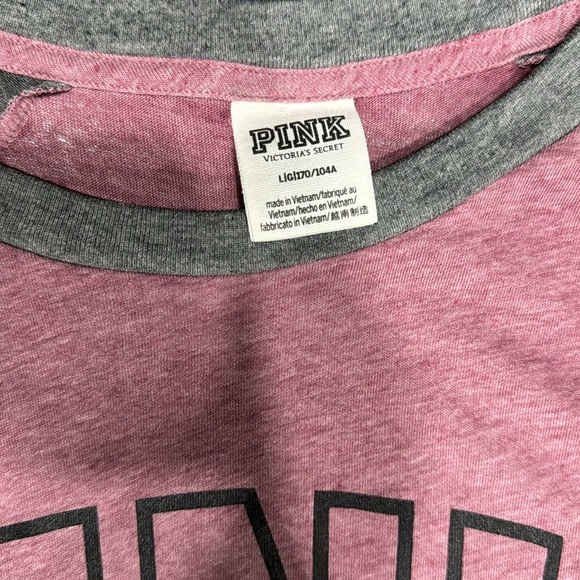 PINK
VICTORIA'S SECRET
L|G|170/104A
made in Vietnam/fabriqué au
Vietnam/hecho en Vietnam/
fabbricato in Vietnam/越南制造